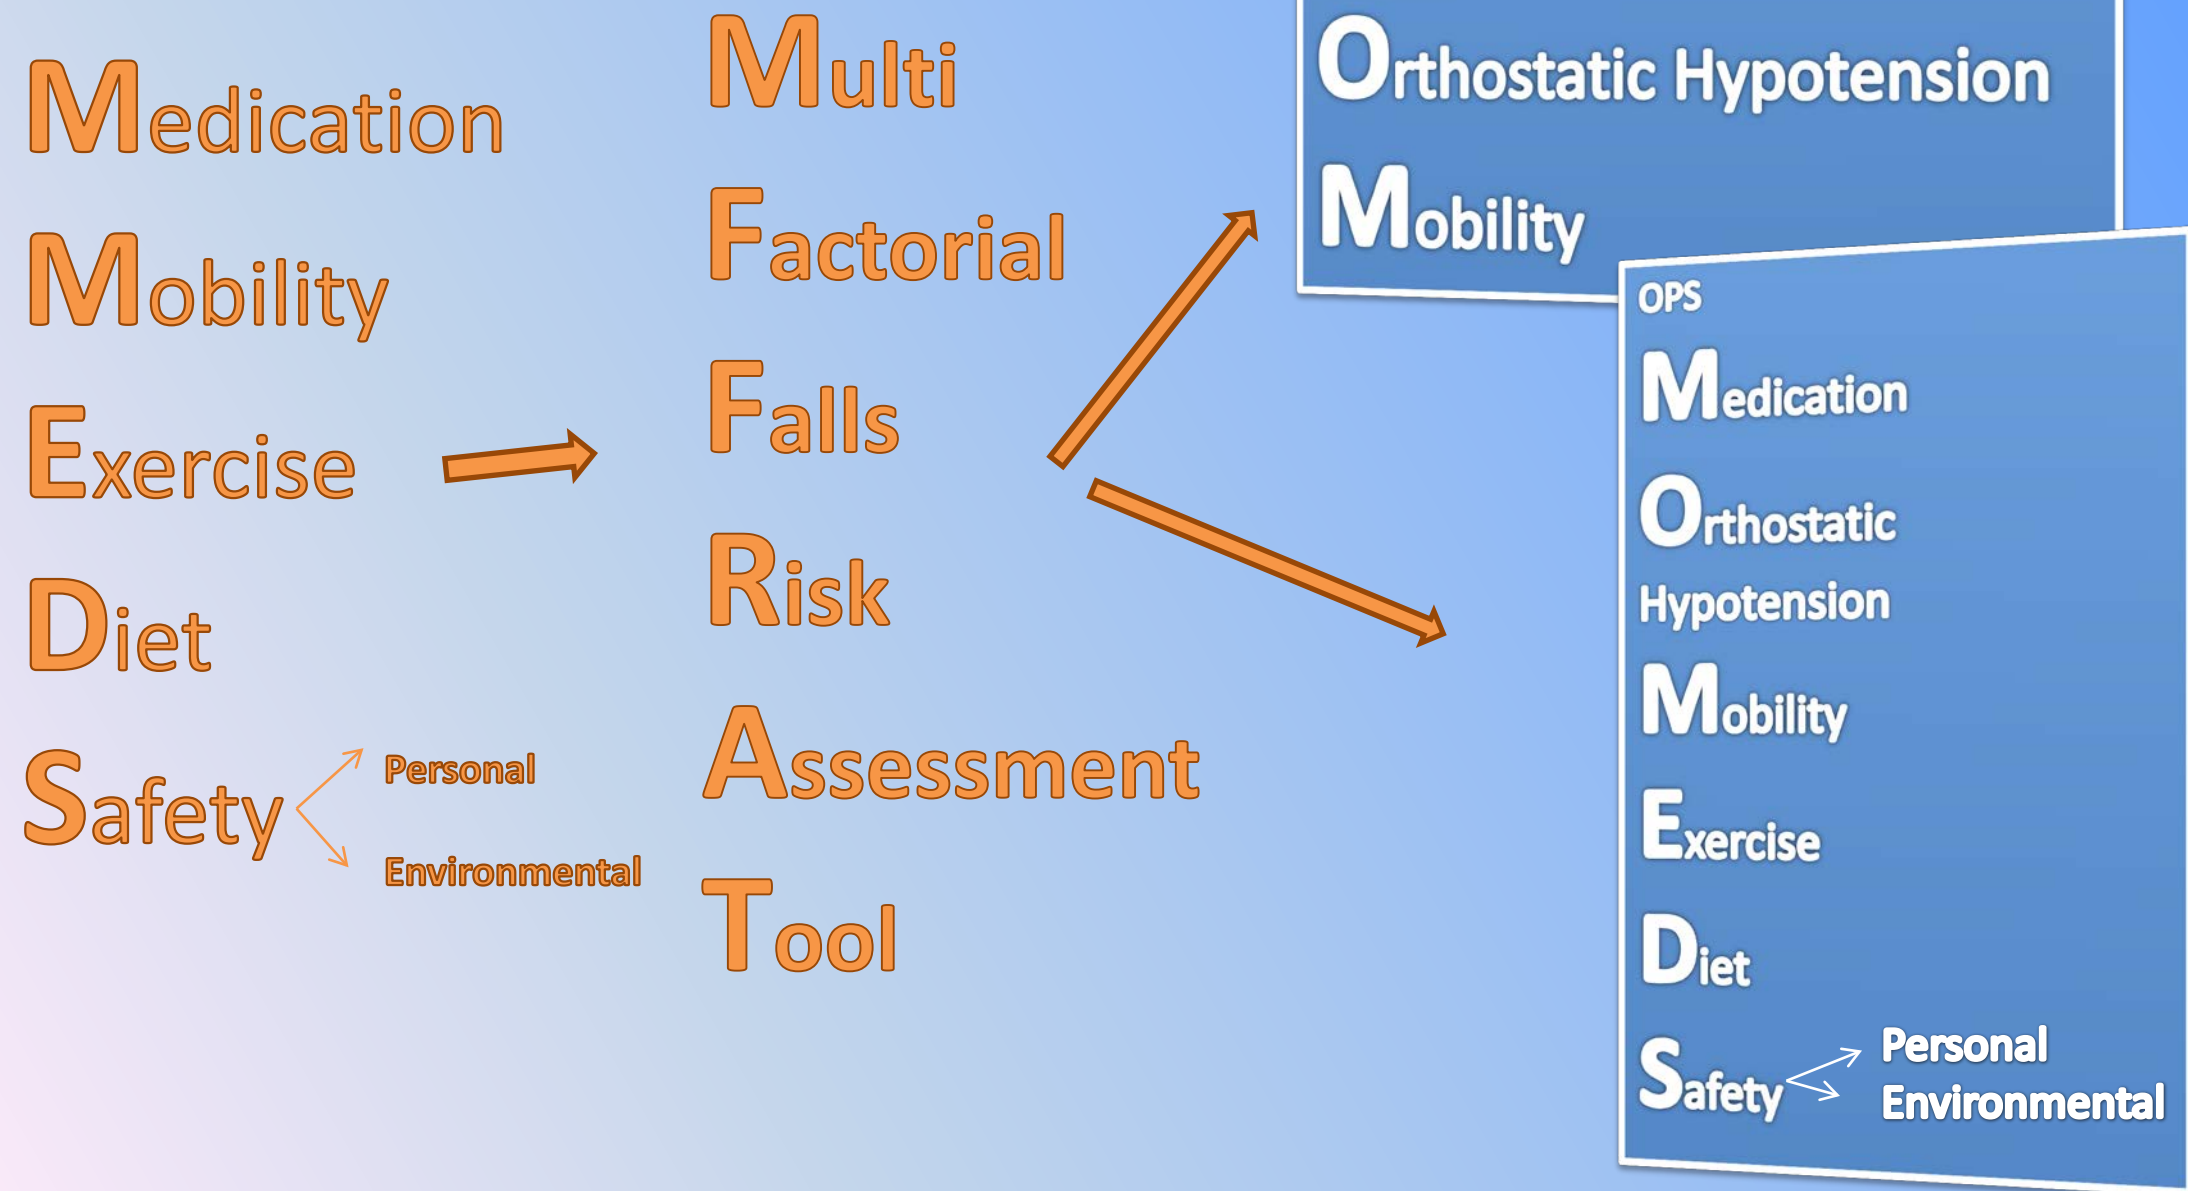 Medication
Mobility
Exercise
Diet
Safety
Personal
Environmental
Multi
Factorial
Falls
Risk
Assessment
Tool
Orthostatic Hypotension
Mobility
OPS
Medication
Orthostatic
Hypotension
Mobility
Exercise
Diet
Safety
Personal
Environmental